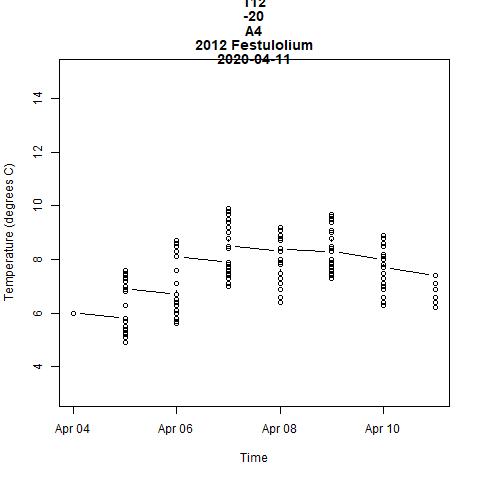 T12
-20
A4
2012 Festulolium
2020-04-11
Temperature (degrees C)
14
12
10
8
6
4
Apr 04
Apr 06
Apr 08
Apr 10
Time